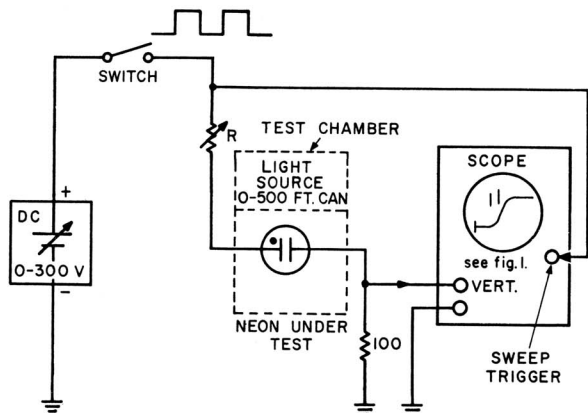 SWITCH
R
TEST CHAMBER
LIGHT
SOURCE
0-500 FT. CAN
SCOPE
see fig. 1.
+
DC
0-300 V
-
VERT.
NEON UNDER
TEST
100
SWEEP
TRIGGER